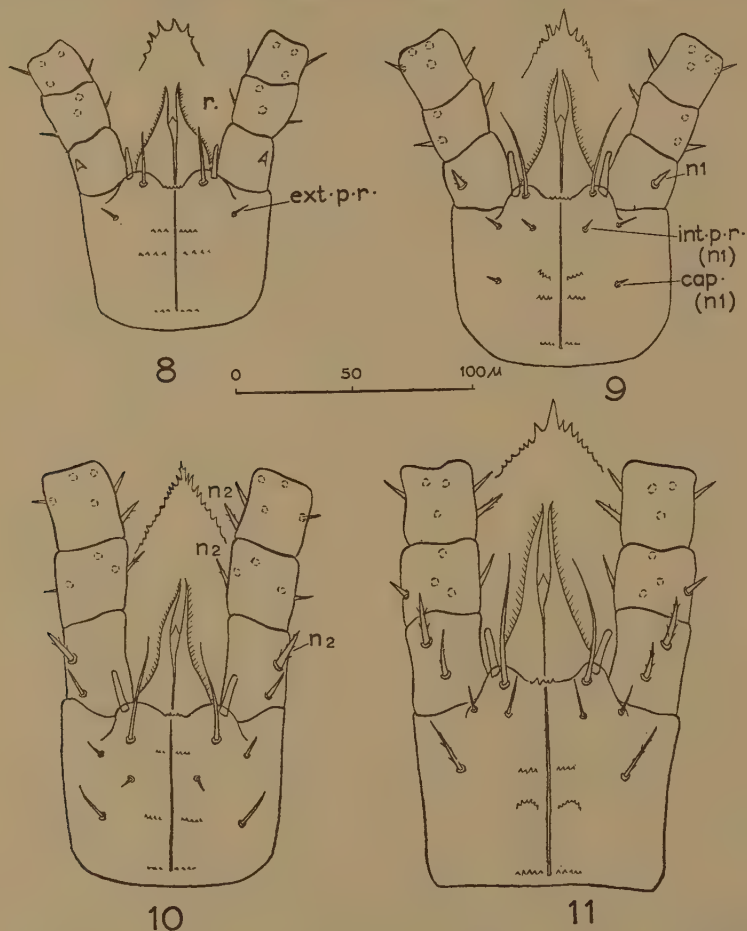 r.
ext.p.r.
n1
int.p.r.
(n1)
cap.
(n1)
8
0 50 100μ
9
n2
n2
n2
10
11